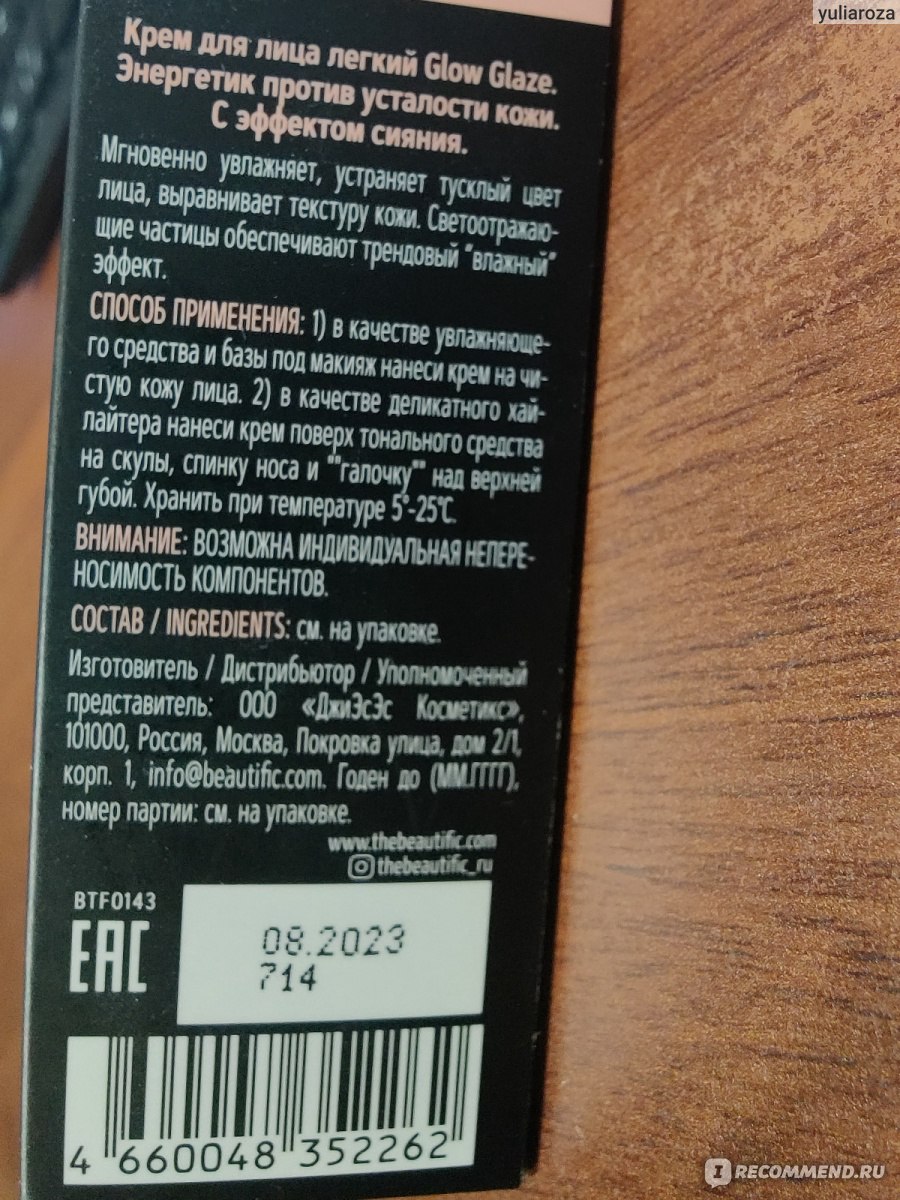 yuliaroza
Крем для лица легкий Glow Glaze.
Энергетик против усталости кожи.
С эффектом сияния.
Мгновенно увлажняет, устраняет тусклый цвет
лица, выравнивает текстуру кожи. Светоотражаю-
щие частицы обеспечивают трендовый "влажный"
эффект.
СПОСОБ ПРИМЕНЕНИЯ: 1) в качестве увлажняюще-
го средства и базы под макияж нанеси крем на чи-
стую кожу лица. 2) в качестве деликатного хай-
лайтера нанеси крем поверх тонального средства
на скулы, спинку носа и ""галочку"" над верхней
губой. Хранить при температуре 5°-25°C.
ВНИМАНИЕ: ВОЗМОЖНА ИНДИВИДУАЛЬНАЯ НЕПЕРЕ-
НОСИМОСТЬ КОМПОНЕНТОВ.
СОСТАВ / INGREDIENTS: см. на упаковке.
Изготовитель / Дистрибьютор / Уполномоченный
представитель: ООО «ДжиЭсЭс Косметикс»,
101000, Россия, Москва, Покровка улица, дом 2/1,
корп. 1, info@beautific.com. Годен до (ММ.ГГГГ),
номер партии: см. на упаковке.
www.thebeautific.com
thebeautific_ru
BTF0143
EAC
08.2023
714
4 660048 352262
RECOMMEND.RU